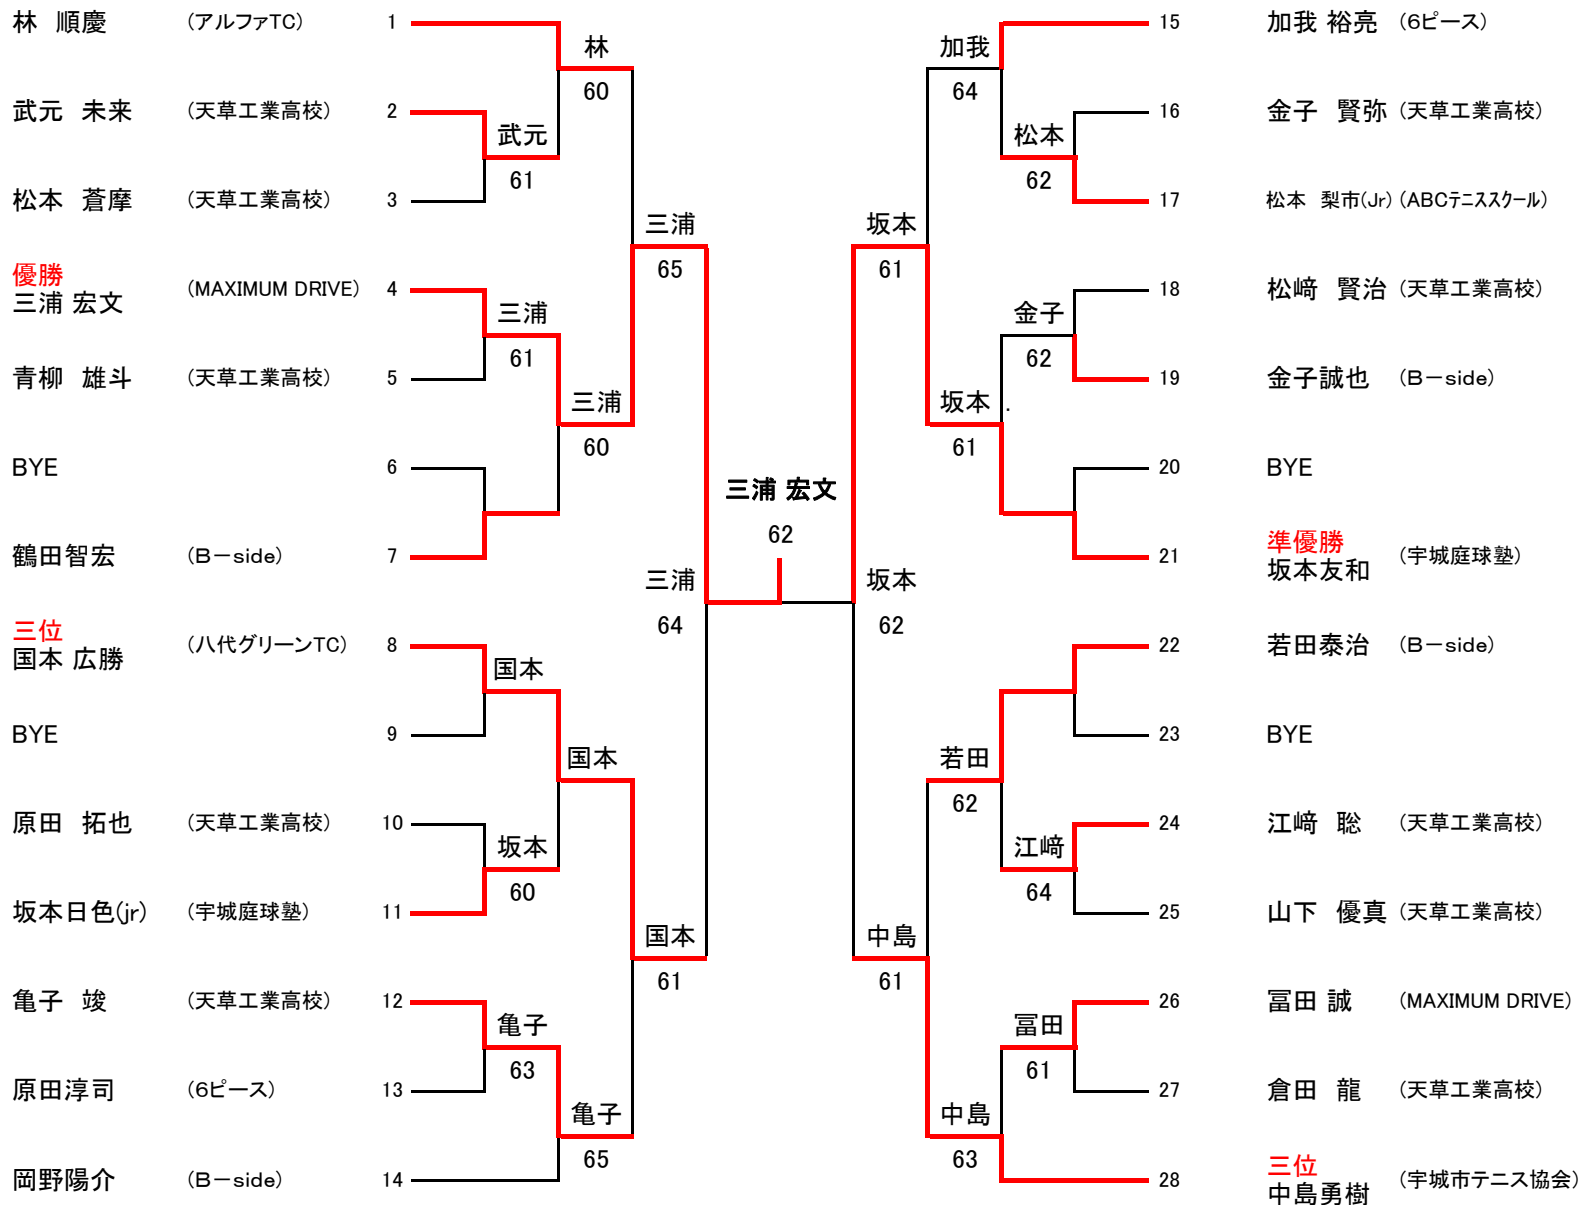 林 順慶 (アルファTC) 1
武元 未来 (天草工業高校) 2
松本 蒼摩 (天草工業高校) 3
優勝
三浦 宏文 (MAXIMUM DRIVE) 4
青柳 雄斗 (天草工業高校) 5
BYE 6
鶴田智宏 (B－side) 7
三位
国本 広勝 (八代グリーンTC) 8
BYE 9
原田 拓也 (天草工業高校) 10
坂本日色(jr) (宇城庭球塾) 11
亀子 竣 (天草工業高校) 12
原田淳司 (6ピース) 13
岡野陽介 (B－side) 14
武元
61
三浦
61
国本
坂本
60
亀子
63
林
60
三浦
60
国本
亀子
65
三浦
65
国本
61
三浦
64
三浦 宏文
62
坂本
62
坂本
61
中島
61
加我
64
坂本 .
61
若田
62
中島
63
松本
62
金子
62
江﨑
64
冨田
61
15 加我 裕亮 (6ピース)
16 金子 賢弥 (天草工業高校)
17 松本 梨市(Jr) (ABCテニススクール)
18 松﨑 賢治 (天草工業高校)
19 金子誠也 (B－side)
20 BYE
準優勝
21 坂本友和 (宇城庭球塾)
22 若田泰治 (B－side)
23 BYE
24 江﨑 聡 (天草工業高校)
25 山下 優真 (天草工業高校)
26 冨田 誠 (MAXIMUM DRIVE)
27 倉田 龍 (天草工業高校)
三位
28 中島勇樹 (宇城市テニス協会)